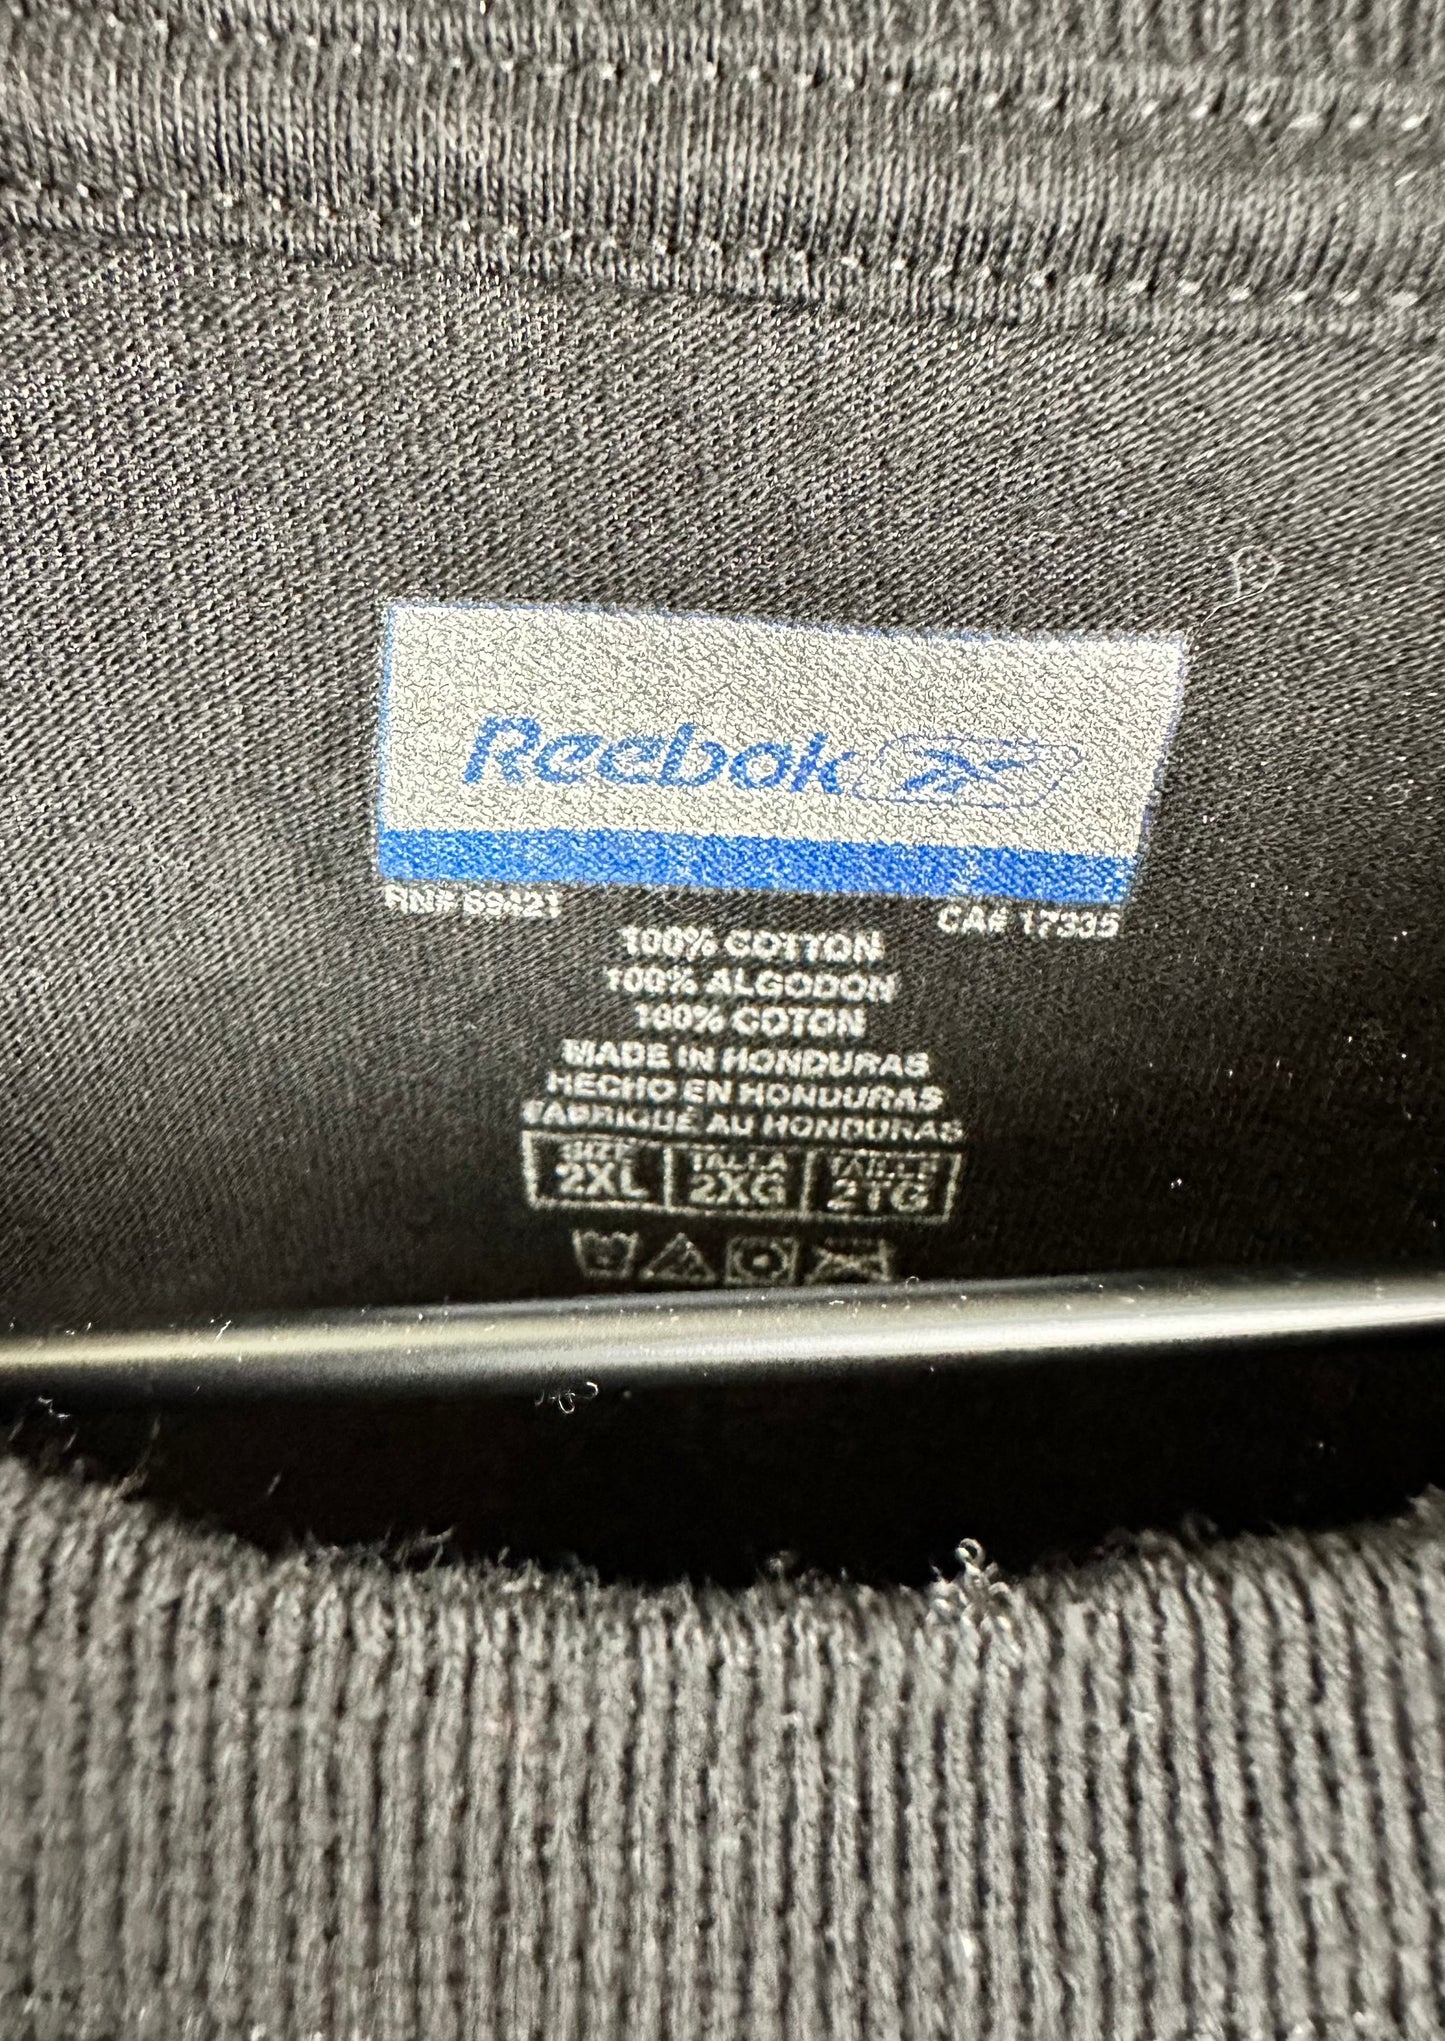 Reebok
RN# 69421 CA# 17335
100% COTTON
100% ALGODON
100% COTON
MADE IN HONDURAS
HECHO EN HONDURAS
FABRIQUÉ AU HONDURAS
SIZE TALLA TAILLE
2XL 2XG 2TG